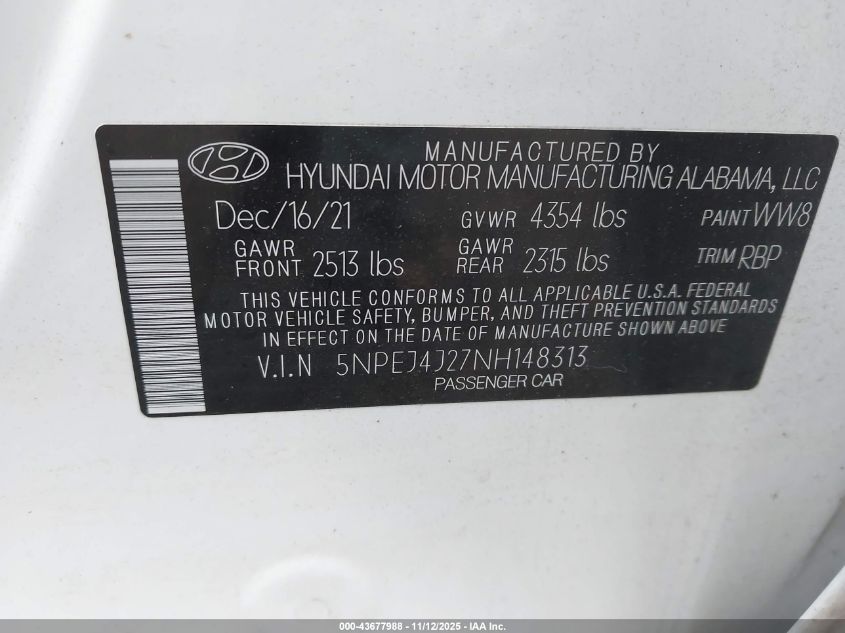 MANUFACTURED BY
HYUNDAI MOTOR MANUFACTURING ALABAMA, LLC
Dec/16/21 GVWR 4354 lbs PAINT WW8
GAWR FRONT 2513 lbs GAWR REAR 2315 lbs TRIM RBP
THIS VEHICLE CONFORMS TO ALL APPLICABLE U.S.A. FEDERAL
MOTOR VEHICLE SAFETY, BUMPER, AND THEFT PREVENTION STANDARDS
IN EFFECT ON THE DATE OF MANUFACTURE SHOWN ABOVE
V.I.N 5NPEJ4J27NH148313
PASSENGER CAR
000-43677988 - 11/12/2025 - IAA Inc.